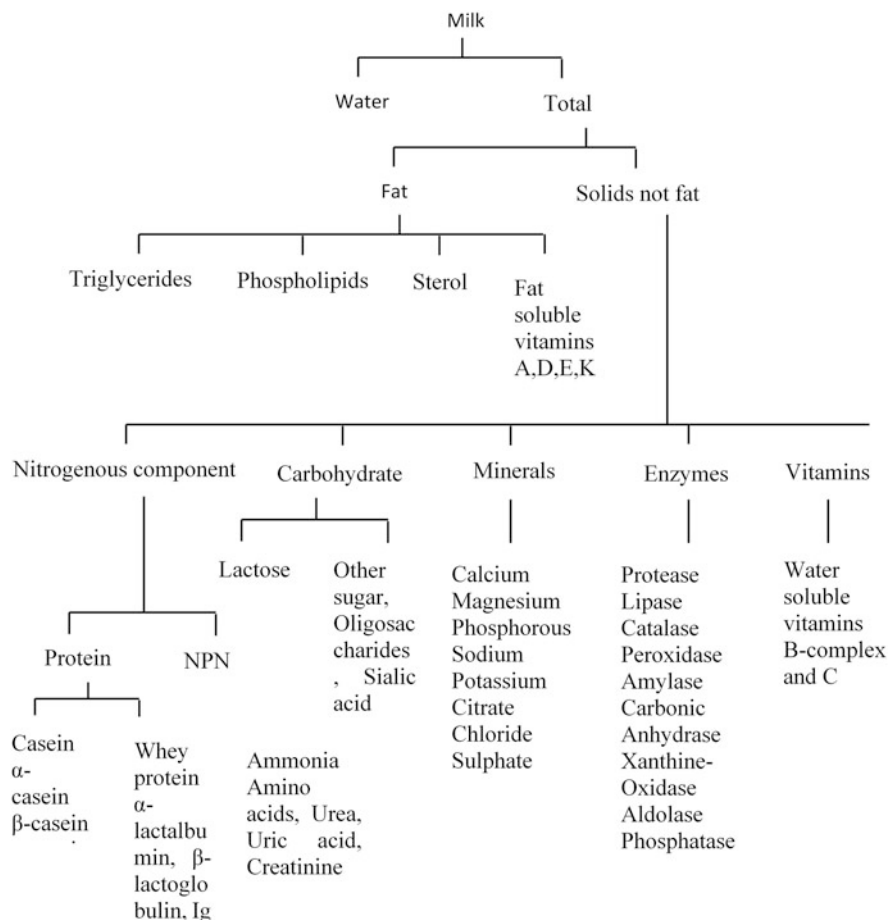 Milk
Water
Total
Fat
Solids not fat
Triglycerides
Phospholipids
Sterol
Fat
soluble
vitamins
A,D,E,K
Nitrogenous component
Carbohydrate
Minerals
Enzymes
Vitamins
Lactose
Other
sugar,
Oligosac
charides
, Sialic
acid
Calcium
Magnesium
Phosphorous
Sodium
Potassium
Citrate
Chloride
Sulphate
Protease
Lipase
Catalase
Peroxidase
Amylase
Carbonic
Anhydrase
Xanthine-
Oxidase
Aldolase
Phosphatase
Water
soluble
vitamins
B-complex
and C
Protein
NPN
Casein
α-
casein
β-casein
Whey
protein
α-
lactalbu
min, β-
lactoglo
bulin, Ig
Ammonia
Amino
acids, Urea,
Uric acid,
Creatinine